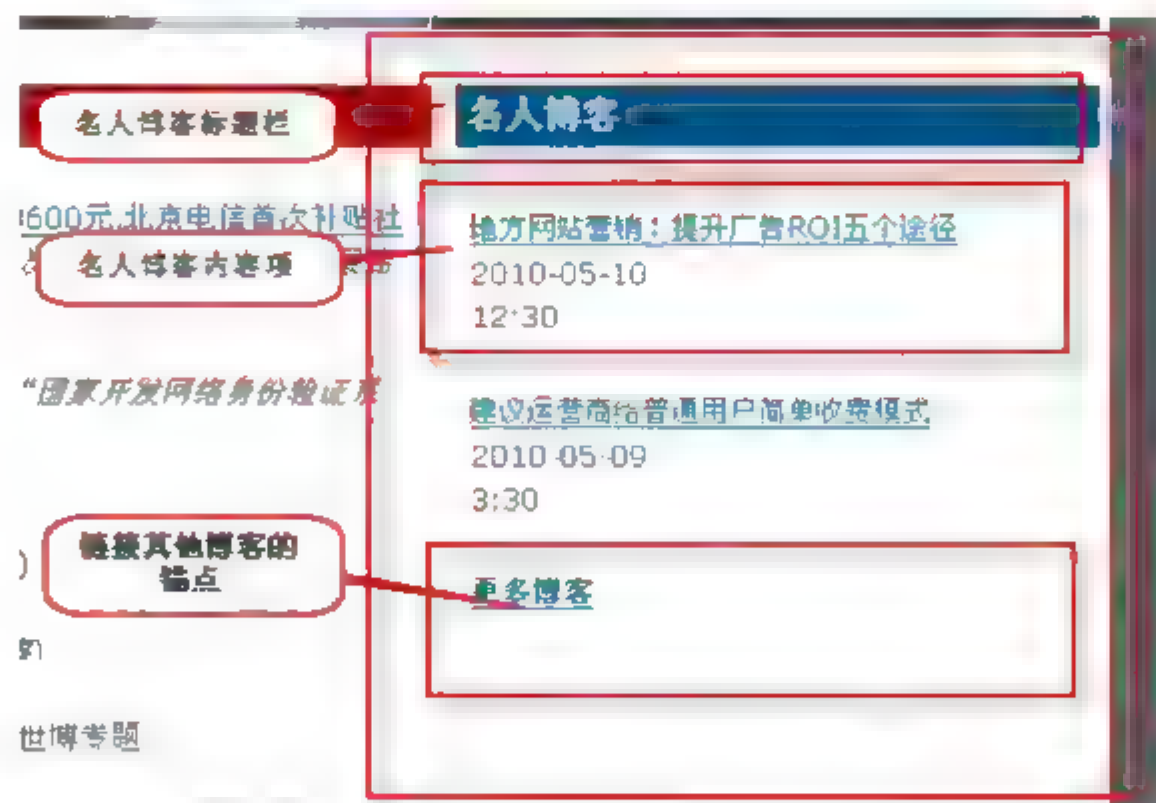 名人博客标题栏
名人博客
1600元,北京电信首次补贴社
地方网站营销：提升广告ROI五个途径
名人博客内容项
2010-05-10
12:30
“国家开发网络身份验证系
建议运营商给普通用户简单收费模式
2010-05-09
3:30
链接其他博客的
锚点
更多博客
世博专题